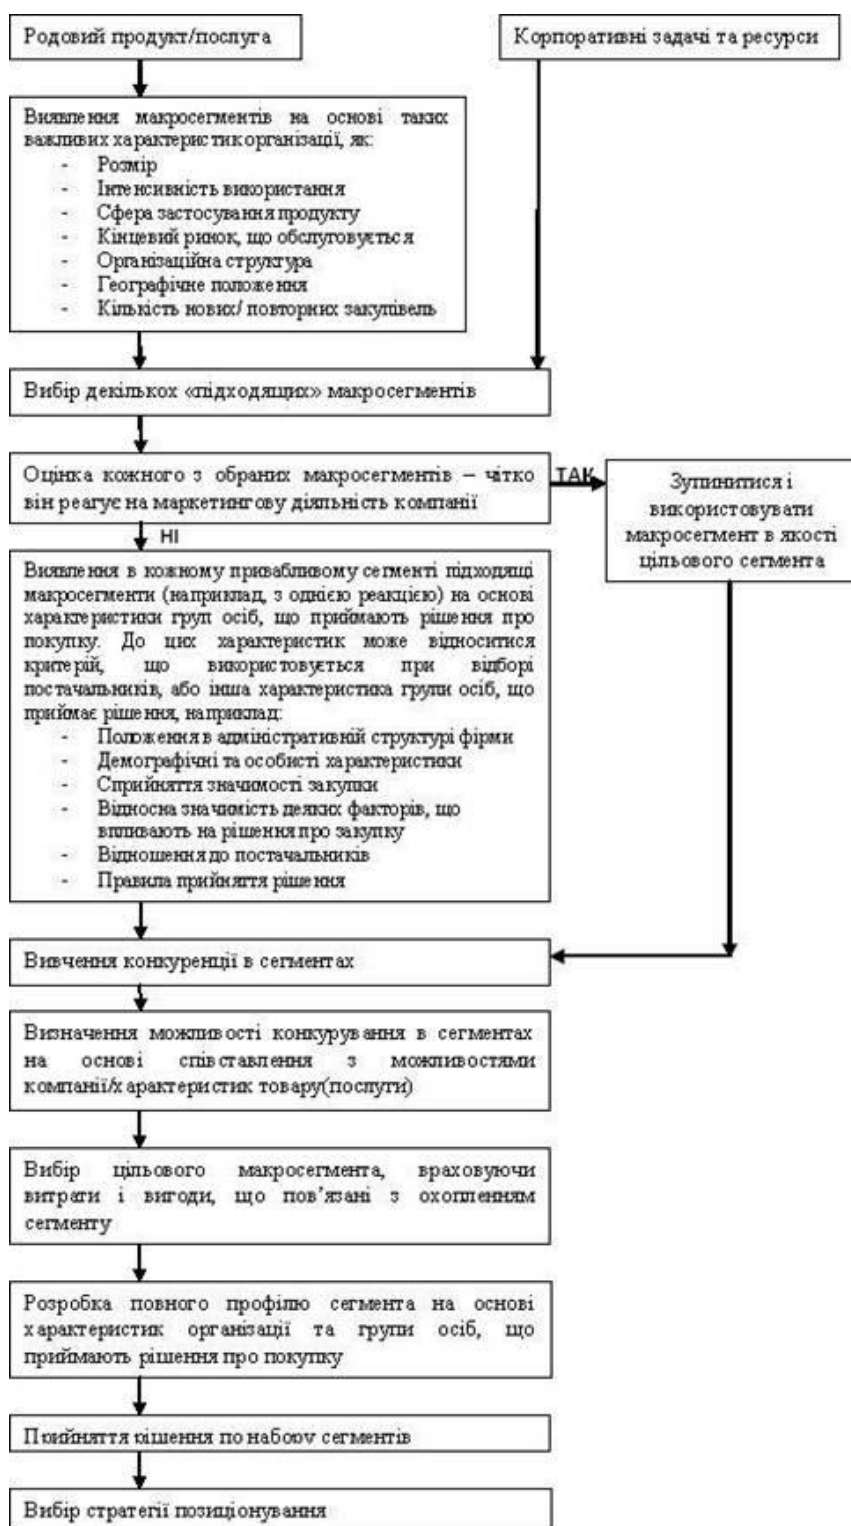 Родовий продукт/послуга
Корпоративні задачі та ресурси
Виявлення макросегментів на основі таких
важливих характеристик організації, як:
- Розмір
- Інтенсивність використання
- Сфера застосування продукту
- Кінцевий ринок, що обслуговується
- Організаційна структура
- Географічне положення
- Кількість нових/ повторних закупівель
Вибір декількох «підходящих» макросегментів
Оцінка кожного з обраних макросегментів – чітко
він реагує на маркетингову діяльність компанії
ТАК
Зупинитися і
використовувати
макросегмент в якості
цільового сегмента
НІ
Виявлення в кожному привабливому сегменті підходящі
макросегменти (наприклад, з однією реакцією) на основі
характеристики груп осіб, що приймають рішення про
покупку. До цих характеристик може відноситися
критерій, що використовується при відборі
постачальників, або інша характеристика групи осіб, що
приймає рішення, наприклад:
- Положення в адміністративній структурі фірми
- Демографічні та особисті характеристики
- Сприйняття значимості закупки
- Відносна значимість деяких факторів, що
впливають на рішення про закупку
- Відношення до постачальників
- Правила прийняття рішення
Вивчення конкуренції в сегментах
Визначення можливості конкурування в сегментах
на основі співставлення з можливостями
компанії/характеристик товару(послуги)
Вибір цільового макросегмента, враховуючи
витрати і вигоди, що пов’язані з охопленням
сегменту
Розробка повного профілю сегмента на основі
характеристик організації та групи осіб, що
приймають рішення про покупку
Прийняття рішення по набору сегментів
Вибір стратегії позиціонування